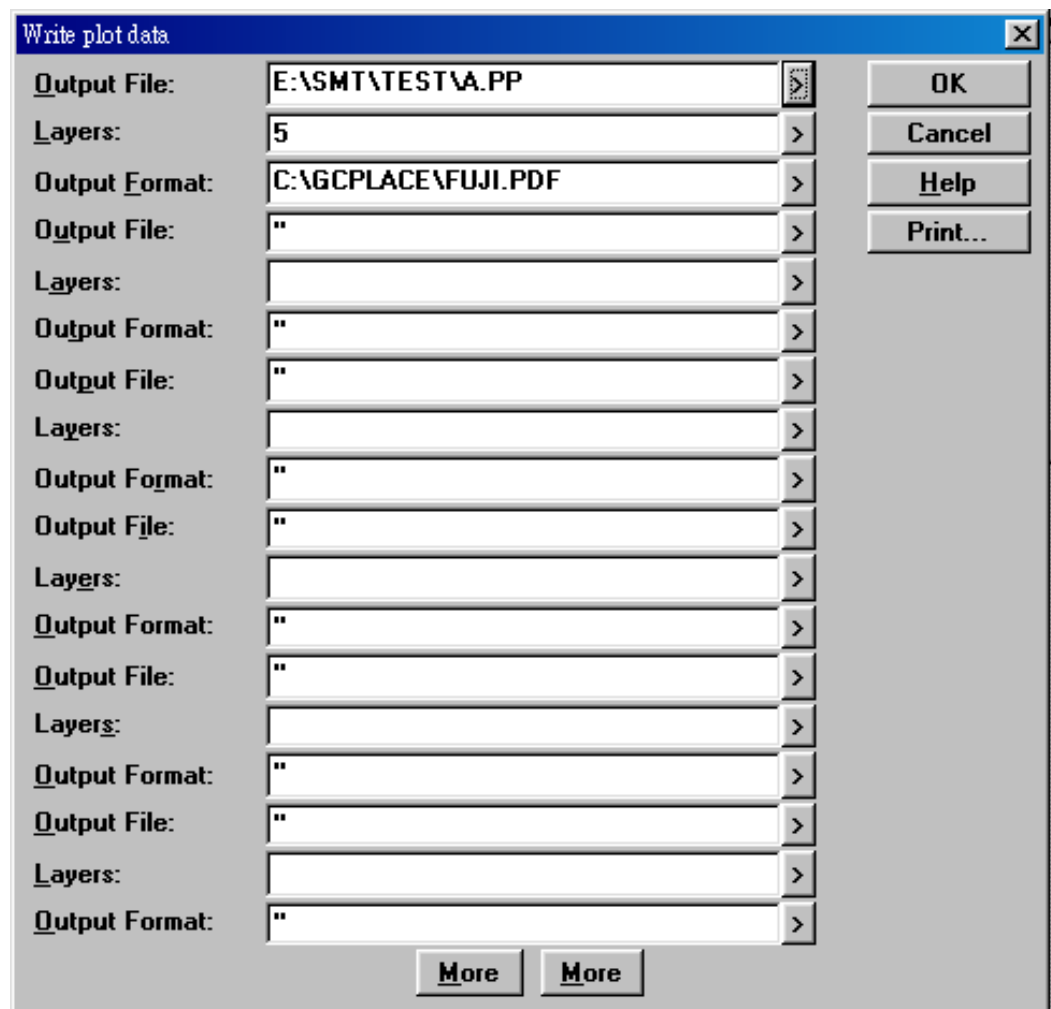 Write plot data
Output File: E:\SMT\TEST\A.PP > OK
Layers: 5 > Cancel
Output Format: C:\GCPLACE\FUJI.PDF > Help
Output File: " > Print...
Layers: >
Output Format: " >
Output File: " >
Layers: >
Output Format: " >
Output File: " >
Layers: >
Output Format: " >
Output File: " >
Layers: >
Output Format: " >
Output File: " >
Layers: >
Output Format: " >
More More